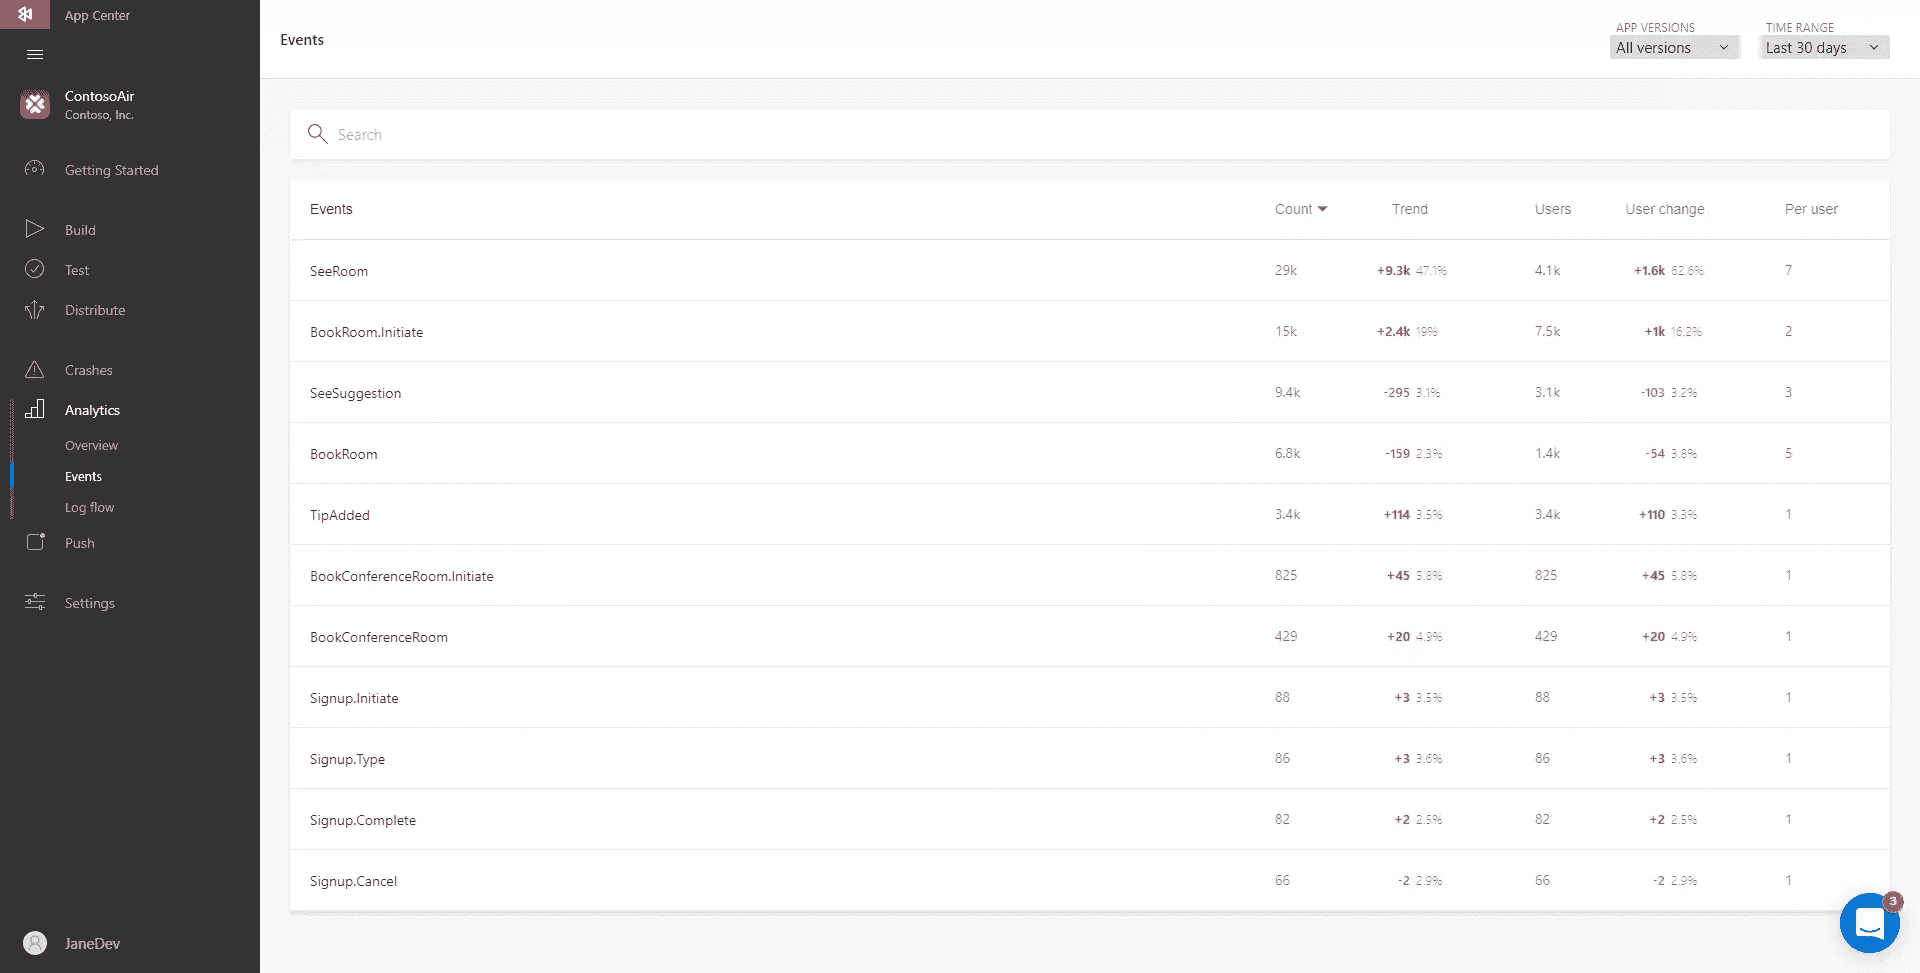 App Center
ContosoAir
Contoso, Inc.
Getting Started
Build
Test
Distribute
Crashes
Analytics
Overview
Events
Log flow
Push
Settings
JaneDev
Events
APP VERSIONS
All versions
TIME RANGE
Last 30 days
Search
Events Count Trend Users User change Per user
SeeRoom 29k +9.3k 47.1% 4.1k +1.6k 62.6% 7
BookRoom.Initiate 15k +2.4k 19% 7.5k +1k 16.2% 2
SeeSuggestion 9.4k -295 3.1% 3.1k -103 3.2% 3
BookRoom 6.8k -159 2.3% 1.4k -54 3.8% 5
TipAdded 3.4k +114 3.5% 3.4k +110 3.3% 1
BookConferenceRoom.Initiate 825 +45 5.8% 825 +45 5.8% 1
BookConferenceRoom 429 +20 4.9% 429 +20 4.9% 1
Signup.Initiate 88 +3 3.5% 88 +3 3.5% 1
Signup.Type 86 +3 3.6% 86 +3 3.6% 1
Signup.Complete 82 +2 2.5% 82 +2 2.5% 1
Signup.Cancel 66 -2 2.9% 66 -2 2.9% 1
3